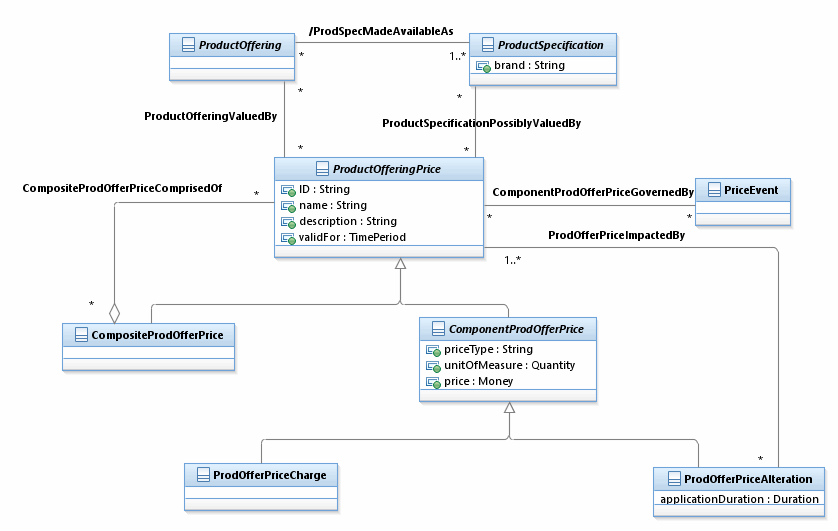 /ProdSpecMadeAvailableAs
ProductOffering
ProductSpecification
*
1..*
brand : String
*
*
ProductOfferingValuedBy
ProductSpecificationPossiblyValuedBy
*
*
ProductOfferingPrice
CompositeProdOfferPriceComprisedOf
*
ID : String
name : String
description : String
validFor : TimePeriod
ComponentProdOfferPriceGovernedBy
PriceEvent
*
*
ProdOfferPriceImpactedBy
1..*
*
CompositeProdOfferPrice
ComponentProdOfferPrice
priceType : String
unitOfMeasure : Quantity
price : Money
*
ProdOfferPriceCharge
ProdOfferPriceAlteration
applicationDuration : Duration